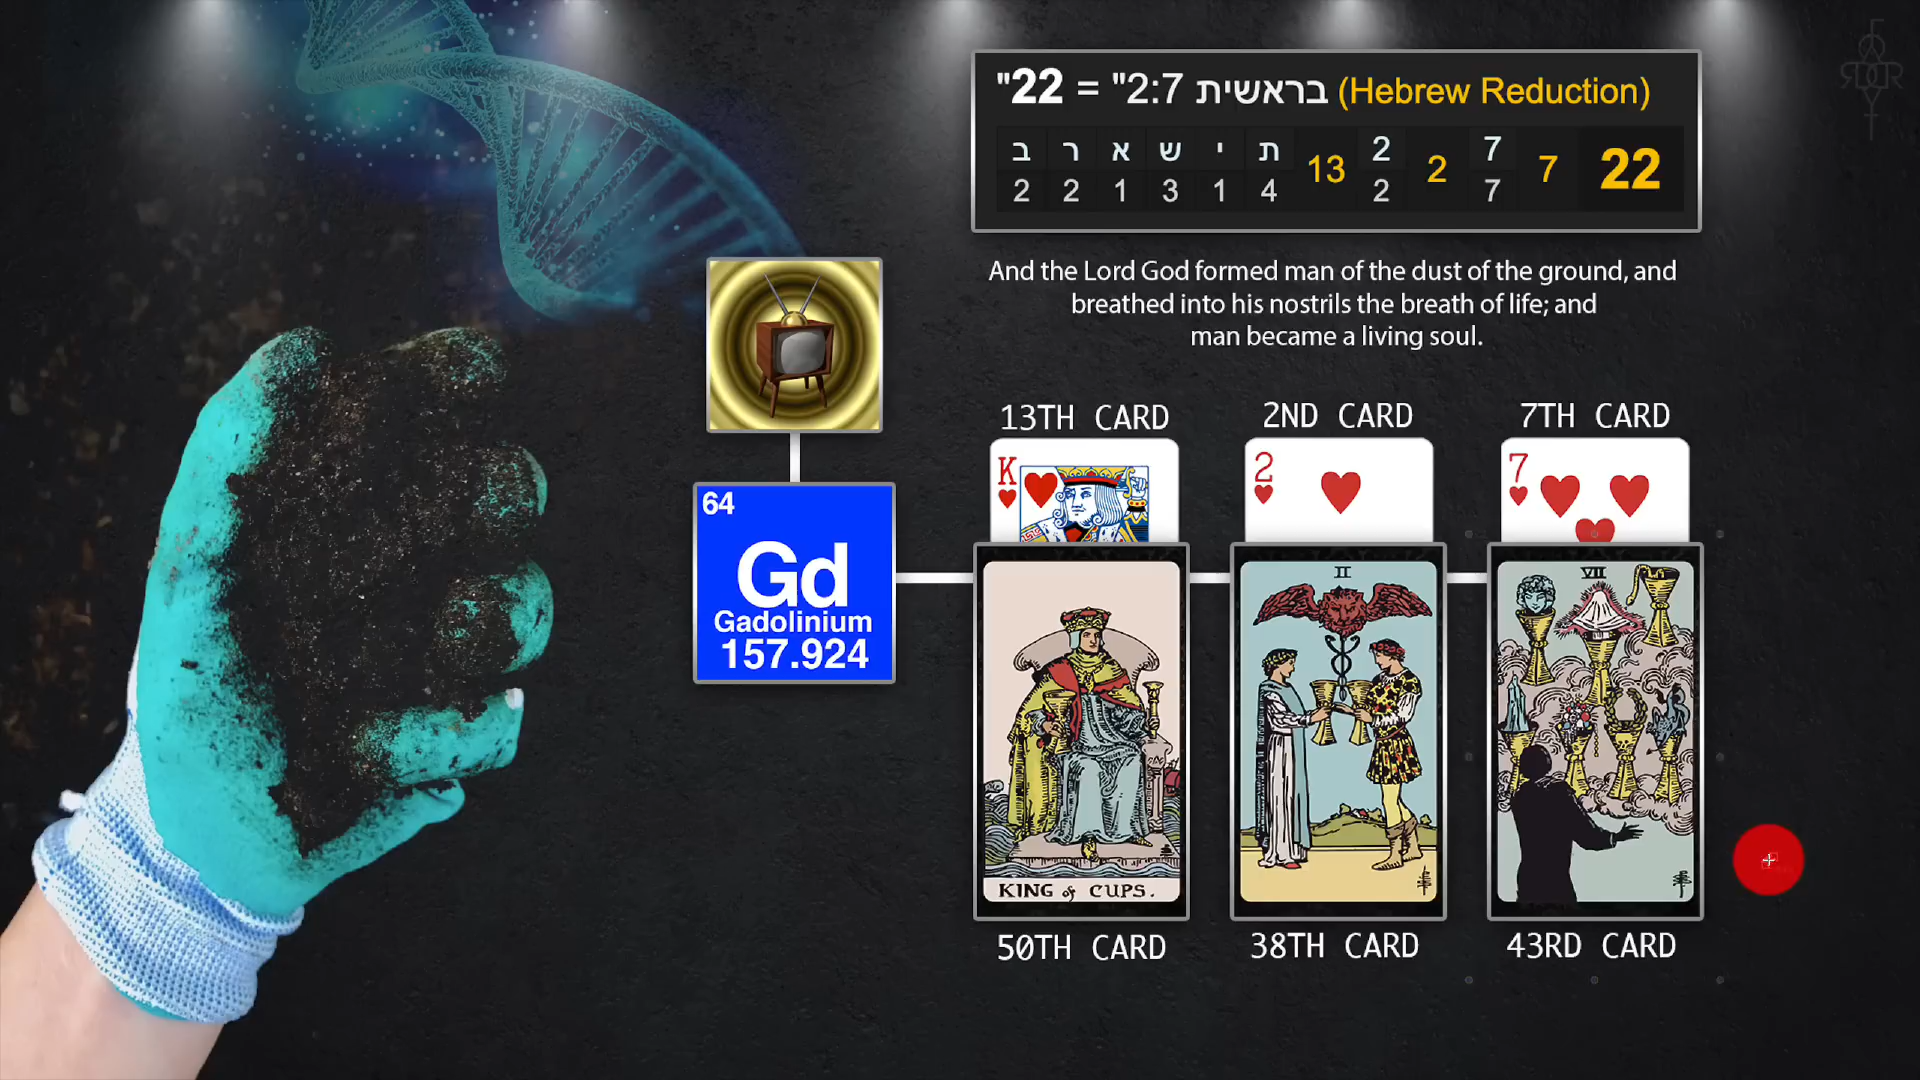 "22 = "2:7 בראשית (Hebrew Reduction)
ב ר א ש י ת 13 2 2 7 7 22
2 2 1 3 1 4 2 7
And the Lord God formed man of the dust of the ground, and
breathed into his nostrils the breath of life; and
man became a living soul.
13TH CARD 2ND CARD 7TH CARD
K 2 7
64
Gd
Gadolinium
157.924
II VII
KING of CUPS.
50TH CARD 38TH CARD 43RD CARD